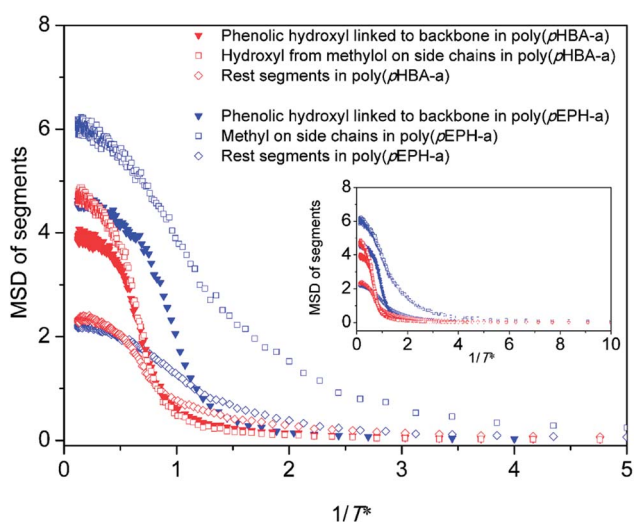 Phenolic hydroxyl linked to backbone in poly(pHBA-a)
Hydroxyl from methylol on side chains in poly(pHBA-a)
Rest segments in poly(pHBA-a)
Phenolic hydroxyl linked to backbone in poly(pEPH-a)
Methyl on side chains in poly(pEPH-a)
Rest segments in poly(pEPH-a)
MSD of segments
8
6
4
2
0
0 1 2 3 4 5
1/T*
MSD of segments
8
6
4
2
0
0 2 4 6 8 10
1/T*